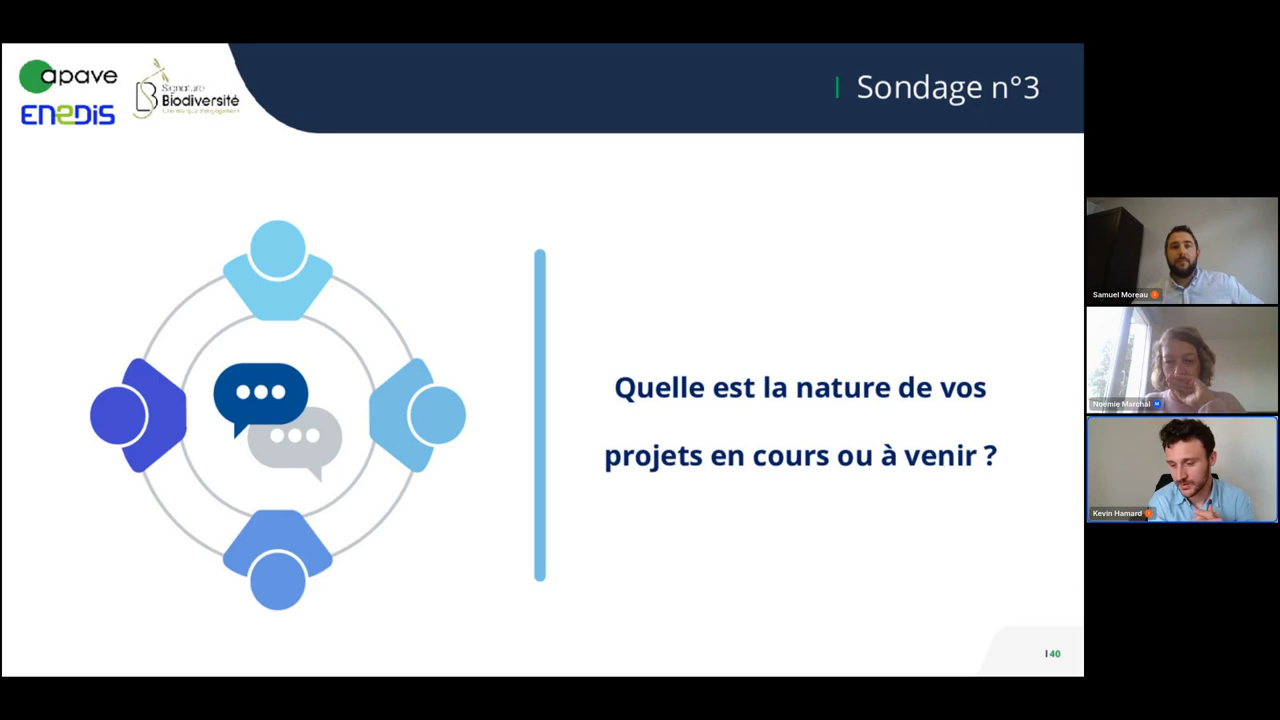 apave
Enedis
Signature
Biodiversité
| Sondage n°3
Quelle est la nature de vos
projets en cours ou à venir ?
Samuel Moreau
Noémie Marchal
M
Kevin Hamard
| 40